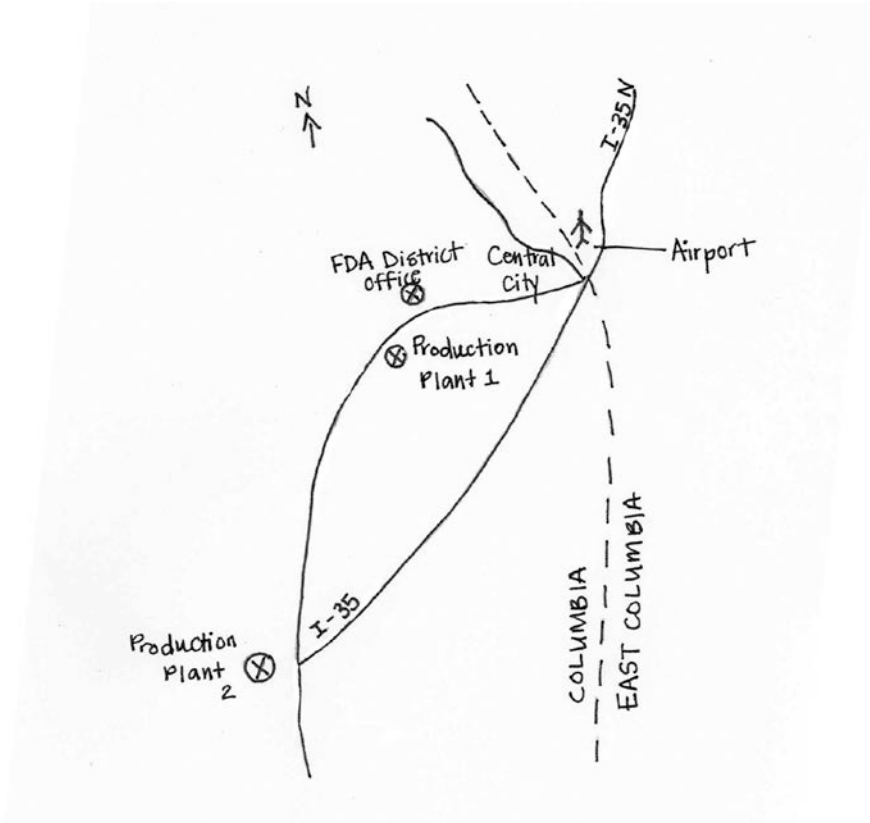 N
I-35 N
Airport
FDA District
office
Central
City
Production
Plant 1
I-35
Production
Plant
2
COLUMBIA
EAST COLUMBIA